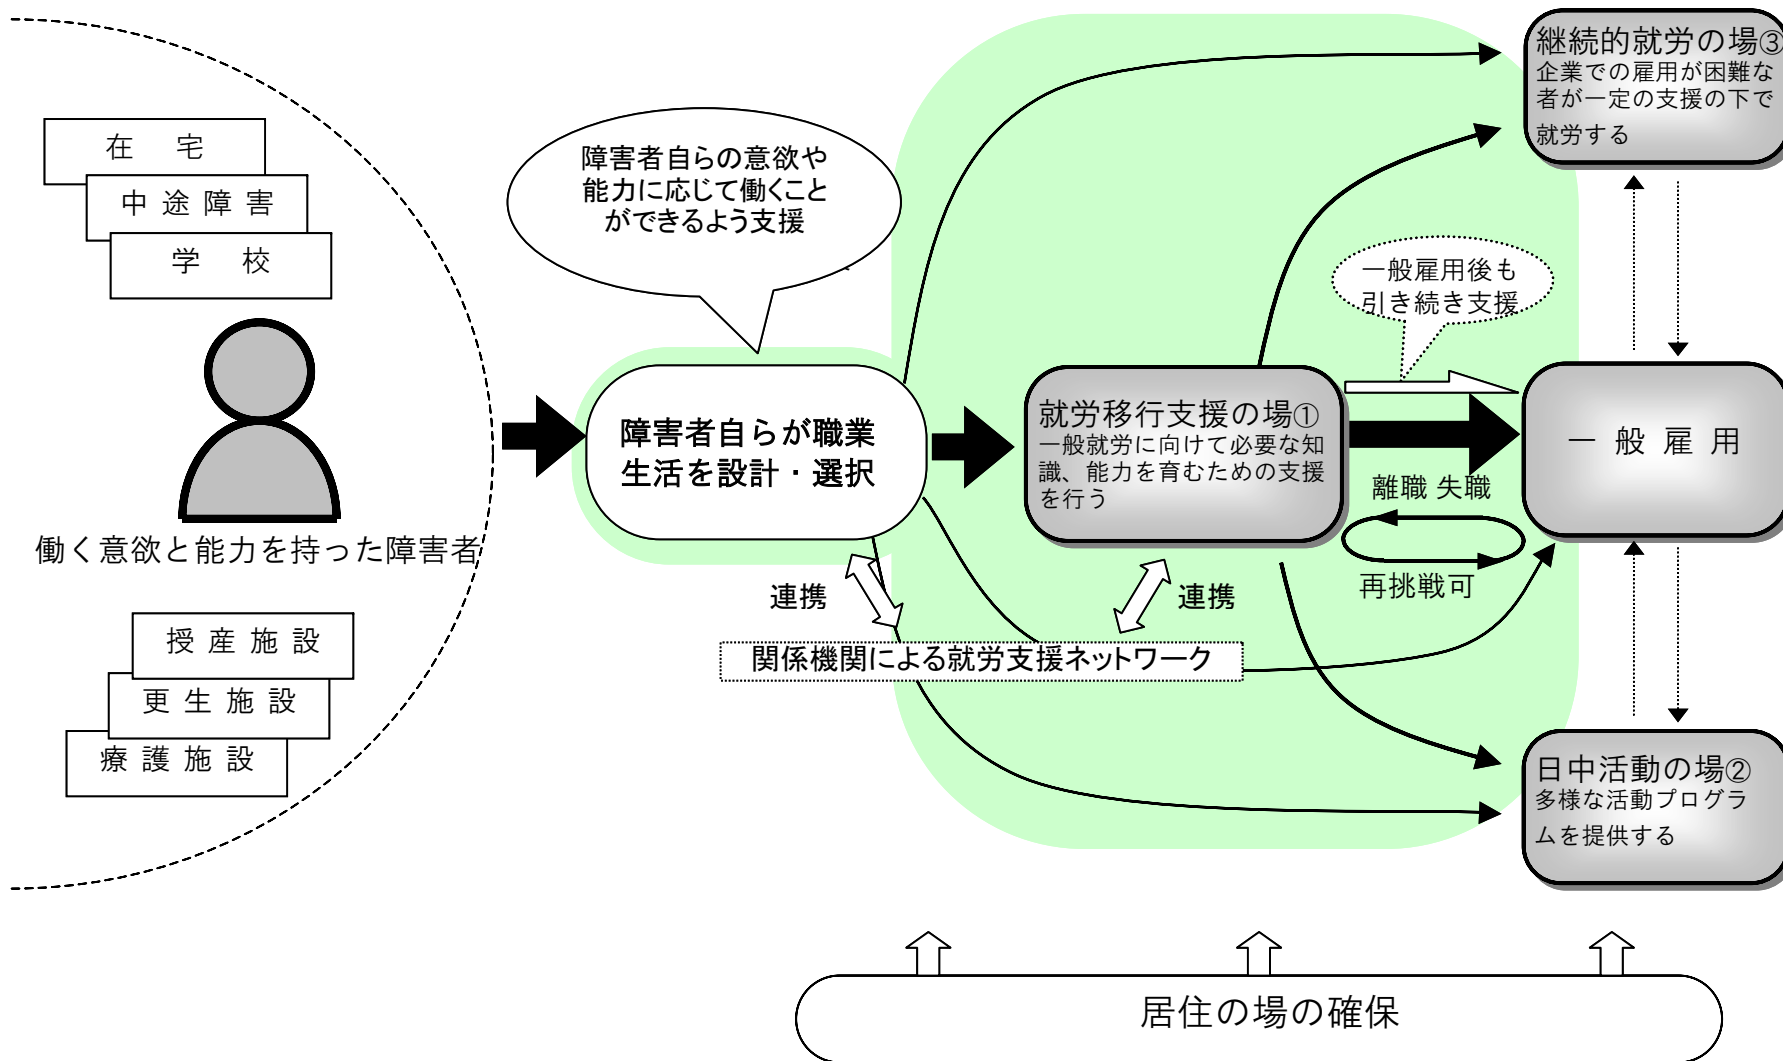 在 宅
中途障害
学 校
働く意欲と能力を持った障害者
授産施設
更生施設
療護施設
障害者自らの意欲や
能力に応じて働くこと
ができるよう支援
障害者自らが職業
生活を設計・選択
連携
連携
関係機関による就労支援ネットワーク
就労移行支援の場①
一般就労に向けて必要な知
識、能力を育むための支援
を行う
一般雇用後も
引き続き支援
離職 失職
再挑戦可
継続的就労の場③
企業での雇用が困難な
者が一定の支援の下で
就労する
一般雇用
日中活動の場②
多様な活動プログラ
ムを提供する
居住の場の確保